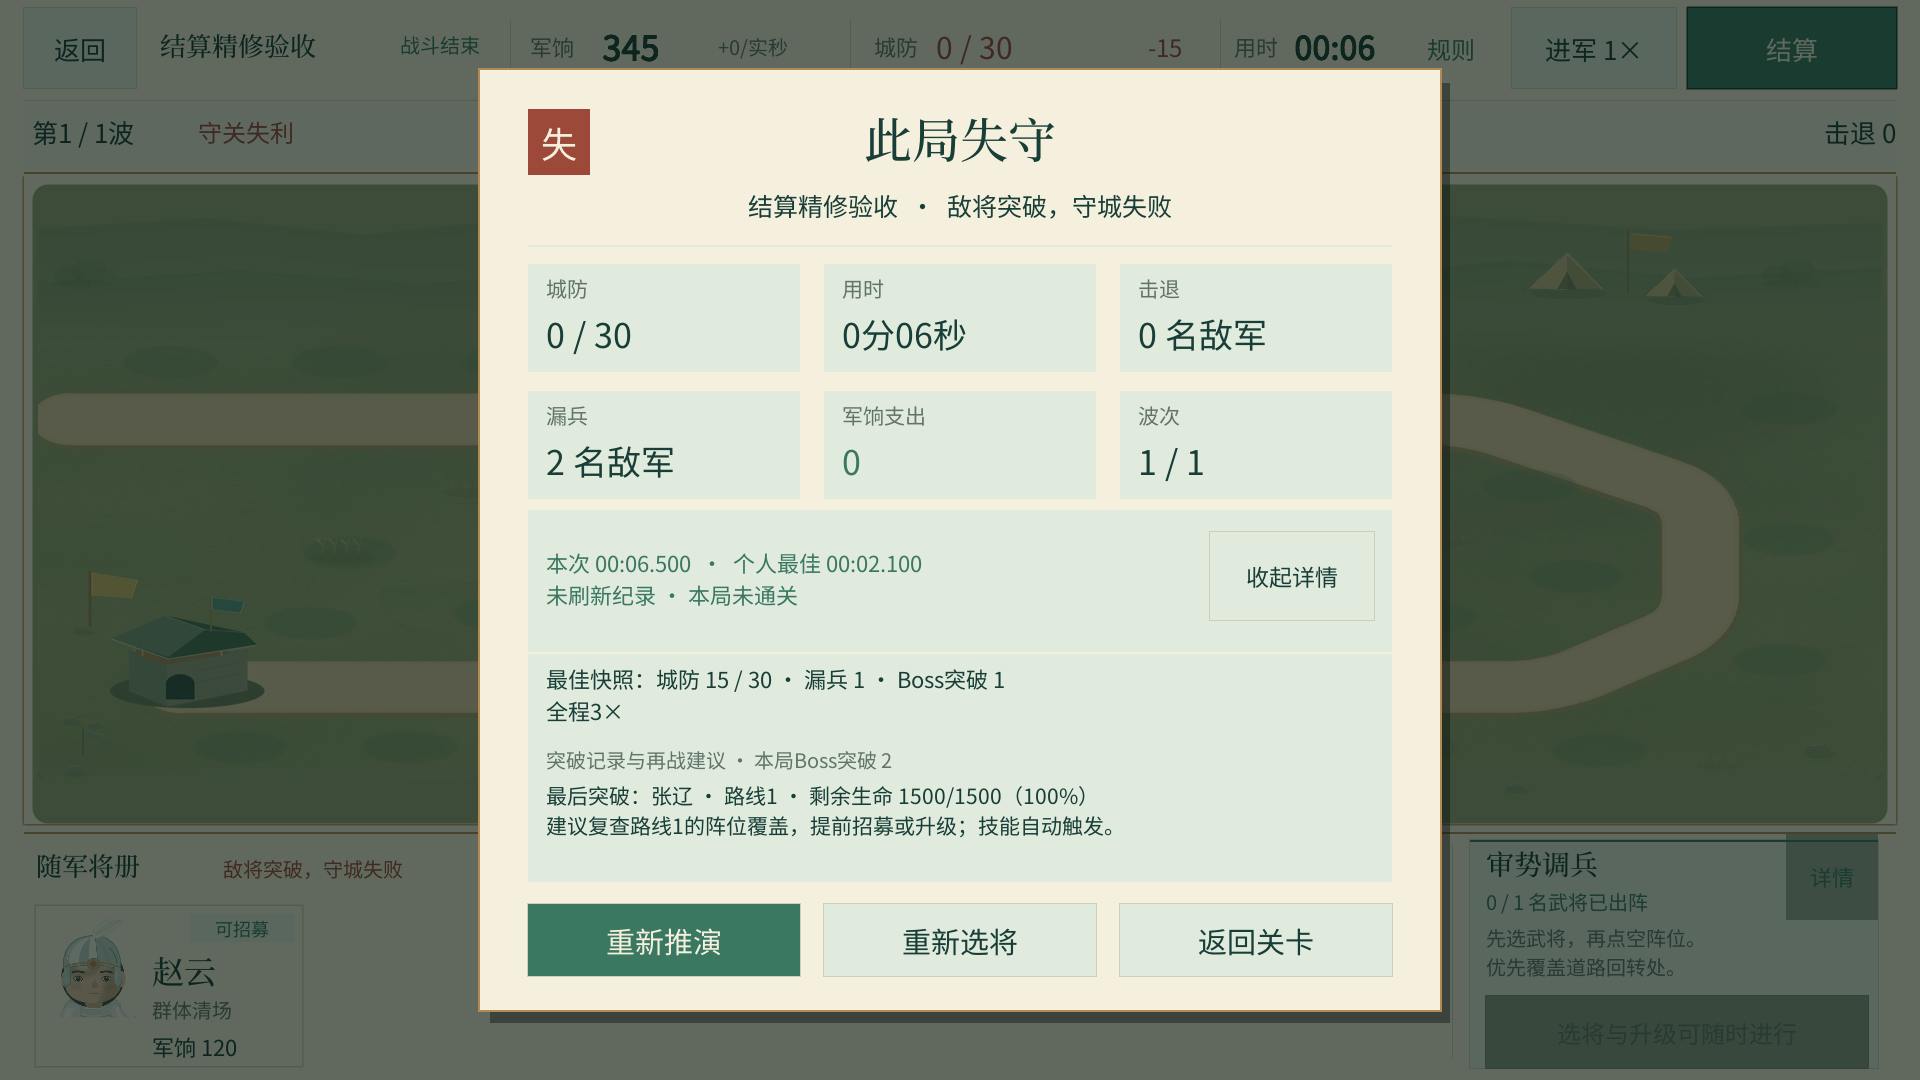 返回
结算精修验收
战斗结束
军饷 345 +0/实秒
城防 0 / 30 -15
用时 00:06
规则
进军 1×
结算
第1 / 1波
守关失利
击退 0
失
此局失守
结算精修验收 · 敌将突破，守城失败
城防
0 / 30
用时
0分06秒
击退
0 名敌军
漏兵
2 名敌军
军饷支出
0
波次
1 / 1
本次 00:06.500 · 个人最佳 00:02.100
未刷新纪录 · 本局未通关
收起详情
最佳快照：城防 15 / 30 · 漏兵 1 · Boss突破 1
全程3×
突破记录与再战建议 · 本局Boss突破 2
最后突破：张辽 · 路线1 · 剩余生命 1500/1500（100%）
建议复查路线1的阵位覆盖，提前招募或升级；技能自动触发。
重新推演
重新选将
返回关卡
随军将册
敌将突破，守城失败
可招募
赵云
群体清场
军饷 120
审势调兵
详情
0 / 1 名武将已出阵
先选武将，再点空阵位。
优先覆盖道路回转处。
选将与升级可随时进行